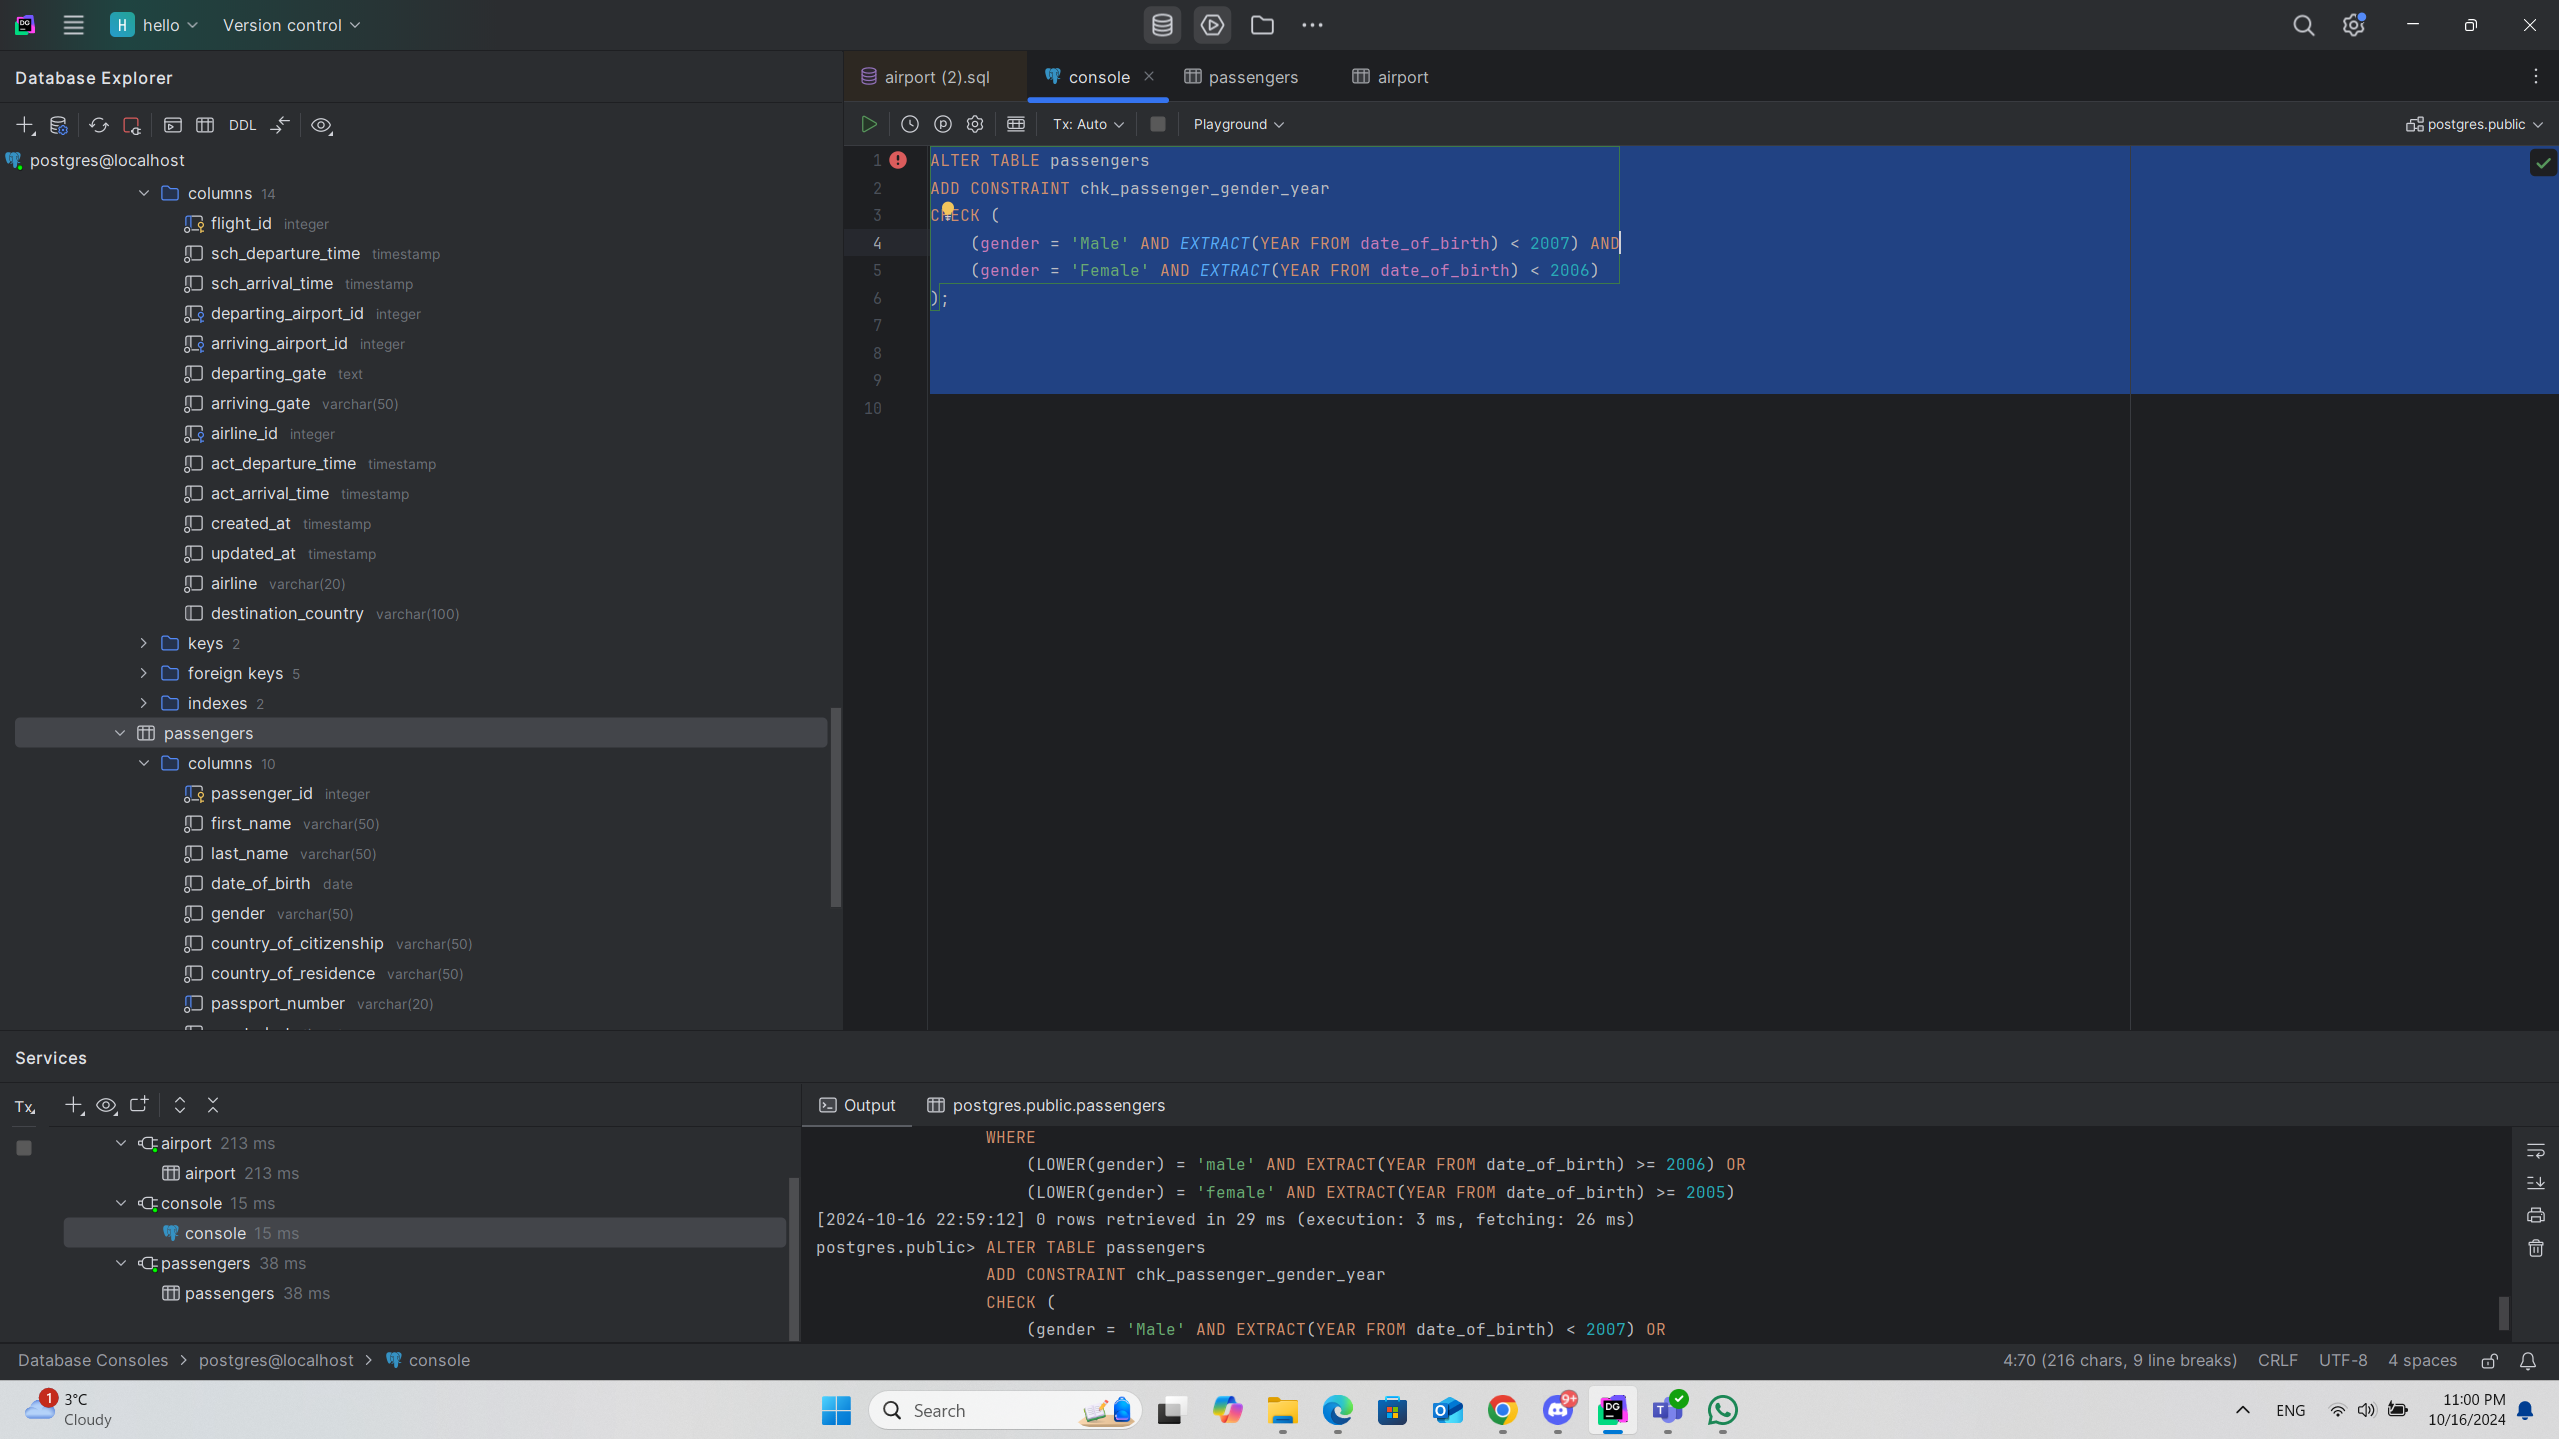 H hello
Version control
Database Explorer
DDL
postgres@localhost
columns 14
flight_id integer
sch_departure_time timestamp
sch_arrival_time timestamp
departing_airport_id integer
arriving_airport_id integer
departing_gate text
arriving_gate varchar(50)
airline_id integer
act_departure_time timestamp
act_arrival_time timestamp
created_at timestamp
updated_at timestamp
airline varchar(20)
destination_country varchar(100)
keys 2
foreign keys 5
indexes 2
passengers
columns 10
passenger_id integer
first_name varchar(50)
last_name varchar(50)
date_of_birth date
gender varchar(50)
country_of_citizenship varchar(50)
country_of_residence varchar(50)
passport_number varchar(20)
airport (2).sql
console
passengers
airport
Tx: Auto
Playground
postgres.public
1 ALTER TABLE passengers
2 ADD CONSTRAINT chk_passenger_gender_year
3 CHECK (
4 (gender = 'Male' AND EXTRACT(YEAR FROM date_of_birth) < 2007) AND
5 (gender = 'Female' AND EXTRACT(YEAR FROM date_of_birth) < 2006)
6 );
7
8
9
10
Services
Tx
airport 213 ms
airport 213 ms
console 15 ms
console 15 ms
passengers 38 ms
passengers 38 ms
Output
postgres.public.passengers
WHERE
(LOWER(gender) = 'male' AND EXTRACT(YEAR FROM date_of_birth) >= 2006) OR
(LOWER(gender) = 'female' AND EXTRACT(YEAR FROM date_of_birth) >= 2005)
[2024-10-16 22:59:12] 0 rows retrieved in 29 ms (execution: 3 ms, fetching: 26 ms)
postgres.public> ALTER TABLE passengers
ADD CONSTRAINT chk_passenger_gender_year
CHECK (
(gender = 'Male' AND EXTRACT(YEAR FROM date_of_birth) < 2007) OR
Database Consoles > postgres@localhost > console
4:70 (216 chars, 9 line breaks) CRLF UTF-8 4 spaces
1
3°C
Cloudy
Search
9+
DG
ENG
11:00 PM
10/16/2024